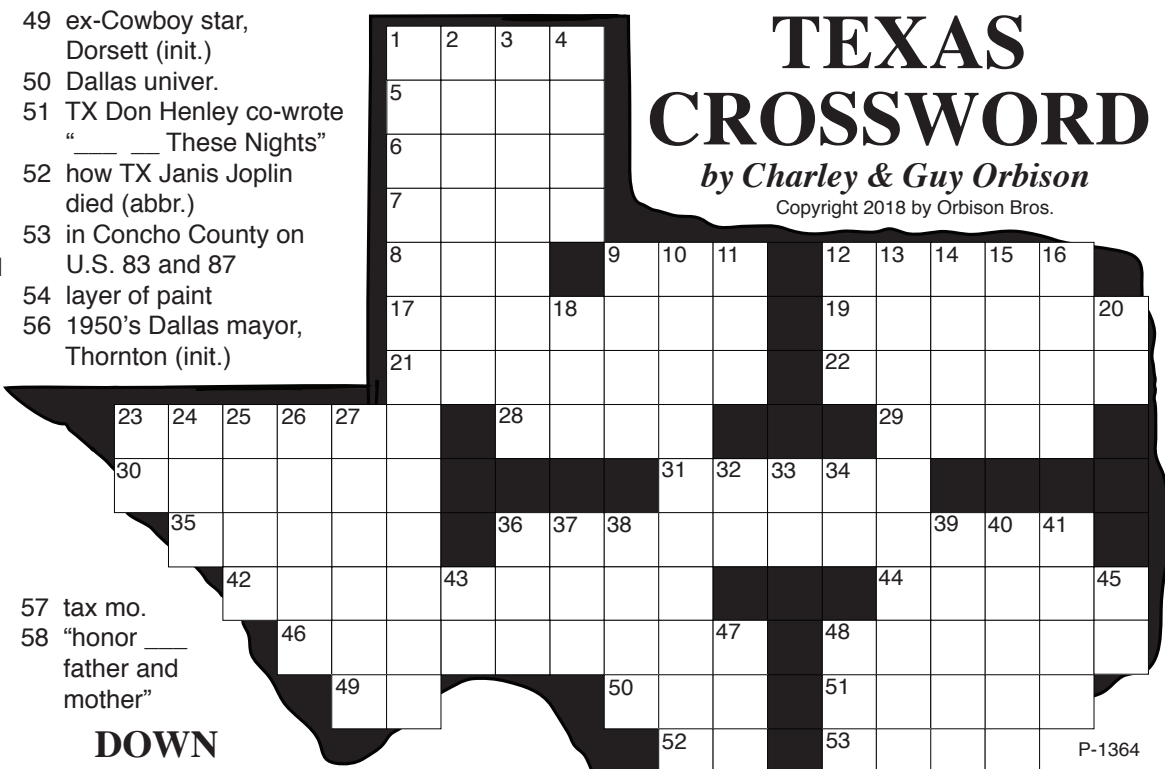 49 ex-Cowboy star,
Dorsett (init.)
50 Dallas univer.
51 TX Don Henley co-wrote
“___ __ These Nights”
52 how TX Janis Joplin
died (abbr.)
53 in Concho County on
U.S. 83 and 87
54 layer of paint
56 1950's Dallas mayor,
Thornton (init.)
57 tax mo.
58 “honor ___
father and
mother”
DOWN
TEXAS
CROSSWORD
by Charley & Guy Orbison
Copyright 2018 by Orbison Bros.
1 2 3 4
5
6
7
8 9 10 11 12 13 14 15 16
17 18 19 20
21 22
23 24 25 26 27 28 29
30 31 32 33 34
35 36 37 38 39 40 41
42 43 44 45
46 47 48
49 50 51
52 53
P-1364